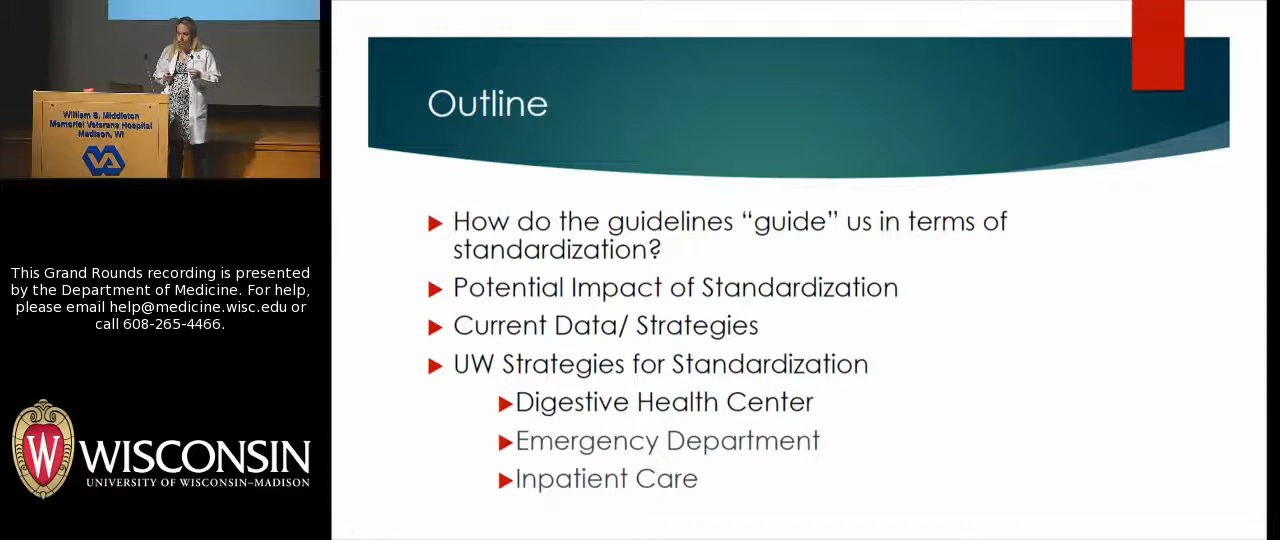 William S. Middleton
Memorial Veterans Hospital
Madison, WI
VA
This Grand Rounds recording is presented
by the Department of Medicine. For help,
please email help@medicine.wisc.edu or
call 608-265-4466.
W
WISCONSIN
UNIVERSITY OF WISCONSIN–MADISON
Outline
How do the guidelines “guide” us in terms of
standardization?
Potential Impact of Standardization
Current Data/ Strategies
UW Strategies for Standardization
Digestive Health Center
Emergency Department
Inpatient Care